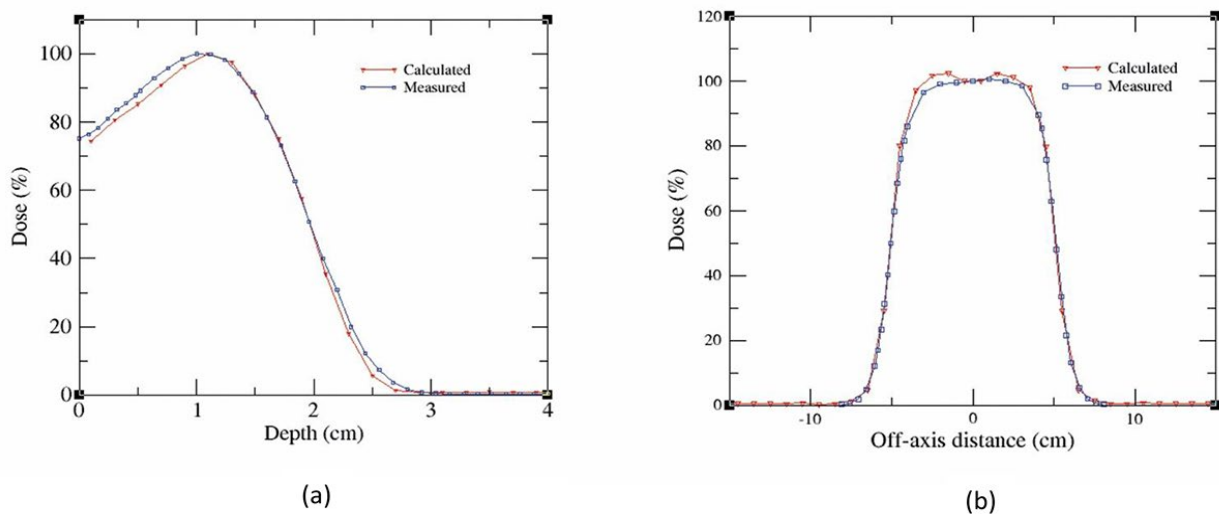 100
80
60
40
20
0
Dose (%)
Calculated
Measured
0
1
2
3
4
Depth (cm)
(a)
120
100
80
60
40
20
0
Dose (%)
Calculated
Measured
-10
0
10
Off-axis distance (cm)
(b)